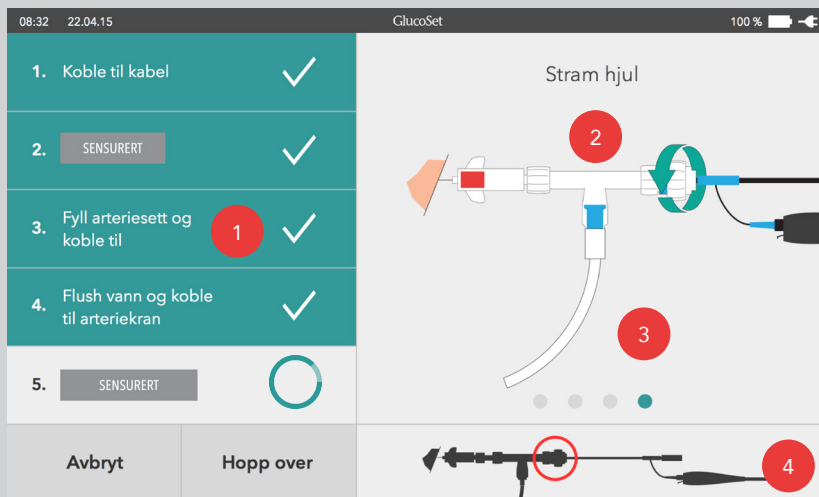 08:32 22.04.15 GlucoSet 100 %
1. Koble til kabel
2. SENSURERT
3. Fyll arteriesett og
koble til
1
4. Flush vann og koble
til arteriekran
5. SENSURERT
Avbryt Hopp over
Stram hjul
2
3
4